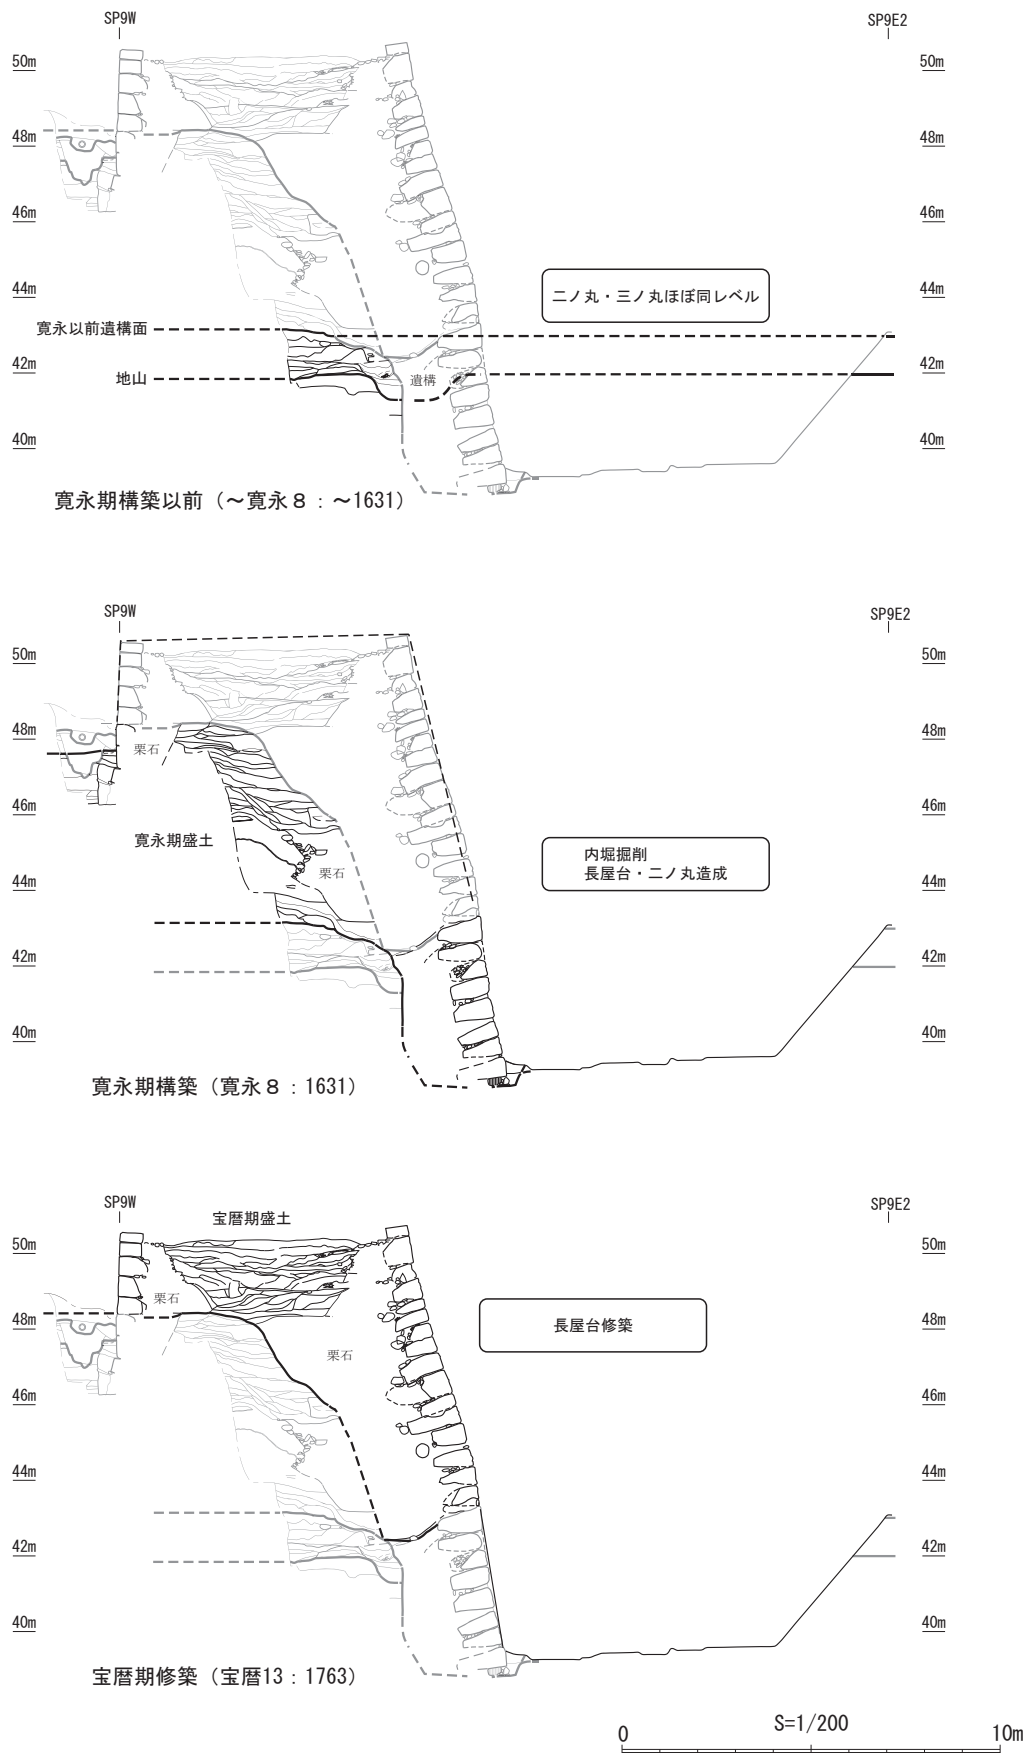 SP9W
SP9E2
50m
50m
48m
48m
46m
46m
44m
44m
二ノ丸・三ノ丸ほぼ同レベル
寛永以前遺構面
42m
42m
地山
遺構
40m
40m
寛永期構築以前（～寛永８：～1631）
SP9W
SP9E2
50m
50m
48m
48m
栗石
46m
46m
寛永期盛土
内堀掘削
長屋台・二ノ丸造成
栗石
44m
44m
42m
42m
40m
40m
寛永期構築（寛永８：1631）
SP9W
SP9E2
宝暦期盛土
50m
50m
栗石
48m
48m
長屋台修築
栗石
46m
46m
44m
44m
42m
42m
40m
40m
宝暦期修築（宝暦13：1763）
S=1/200
0
10m